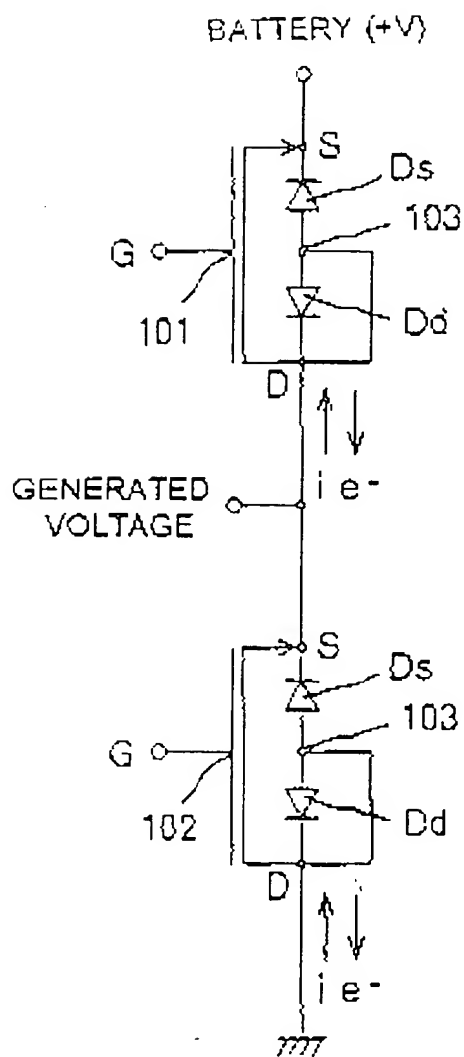 BATTERY (+V)
S
Ds
103
G
101
Dd
D
i e-
GENERATED
VOLTAGE
S
Ds
103
G
102
Dd
D
i e-